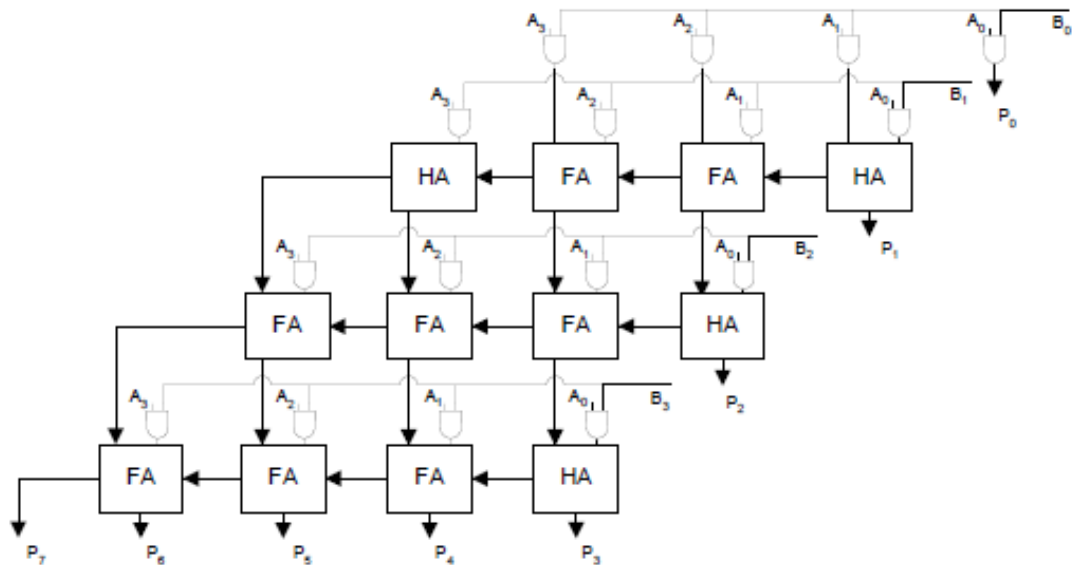 A₃ A₂ A₁ A₀ B₀
A₃ A₂ A₁ A₀ B₁ P₀
HA FA FA HA
A₃ A₂ A₁ A₀ B₂ P₁
FA FA FA HA
A₃ A₂ A₁ A₀ B₃ P₂
FA FA FA HA
P₇ P₆ P₅ P₄ P₃